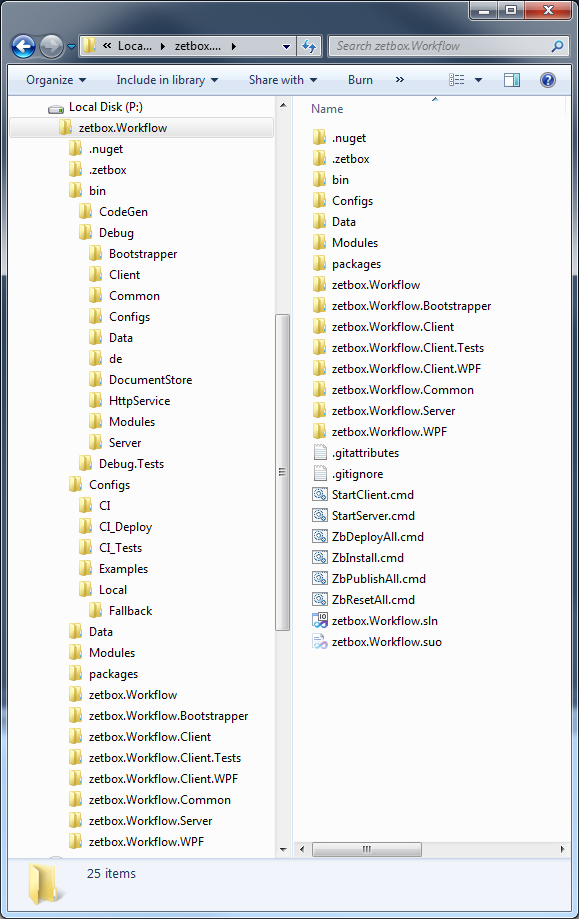 « Loca... ▸ zetbox.... ▸
Search zetbox.Workflow
Organize Include in library Share with Burn »
Local Disk (P:)
zetbox.Workflow
.nuget
.zetbox
bin
CodeGen
Debug
Bootstrapper
Client
Common
Configs
Data
de
DocumentStore
HttpService
Modules
Server
Debug.Tests
Configs
CI
CI_Deploy
CI_Tests
Examples
Local
Fallback
Data
Modules
packages
zetbox.Workflow
zetbox.Workflow.Bootstrapper
zetbox.Workflow.Client
zetbox.Workflow.Client.Tests
zetbox.Workflow.Client.WPF
zetbox.Workflow.Common
zetbox.Workflow.Server
zetbox.Workflow.WPF
Name
.nuget
.zetbox
bin
Configs
Data
Modules
packages
zetbox.Workflow
zetbox.Workflow.Bootstrapper
zetbox.Workflow.Client
zetbox.Workflow.Client.Tests
zetbox.Workflow.Client.WPF
zetbox.Workflow.Common
zetbox.Workflow.Server
zetbox.Workflow.WPF
.gitattributes
.gitignore
StartClient.cmd
StartServer.cmd
ZbDeployAll.cmd
ZbInstall.cmd
ZbPublishAll.cmd
ZbResetAll.cmd
zetbox.Workflow.sln
zetbox.Workflow.suo
25 items